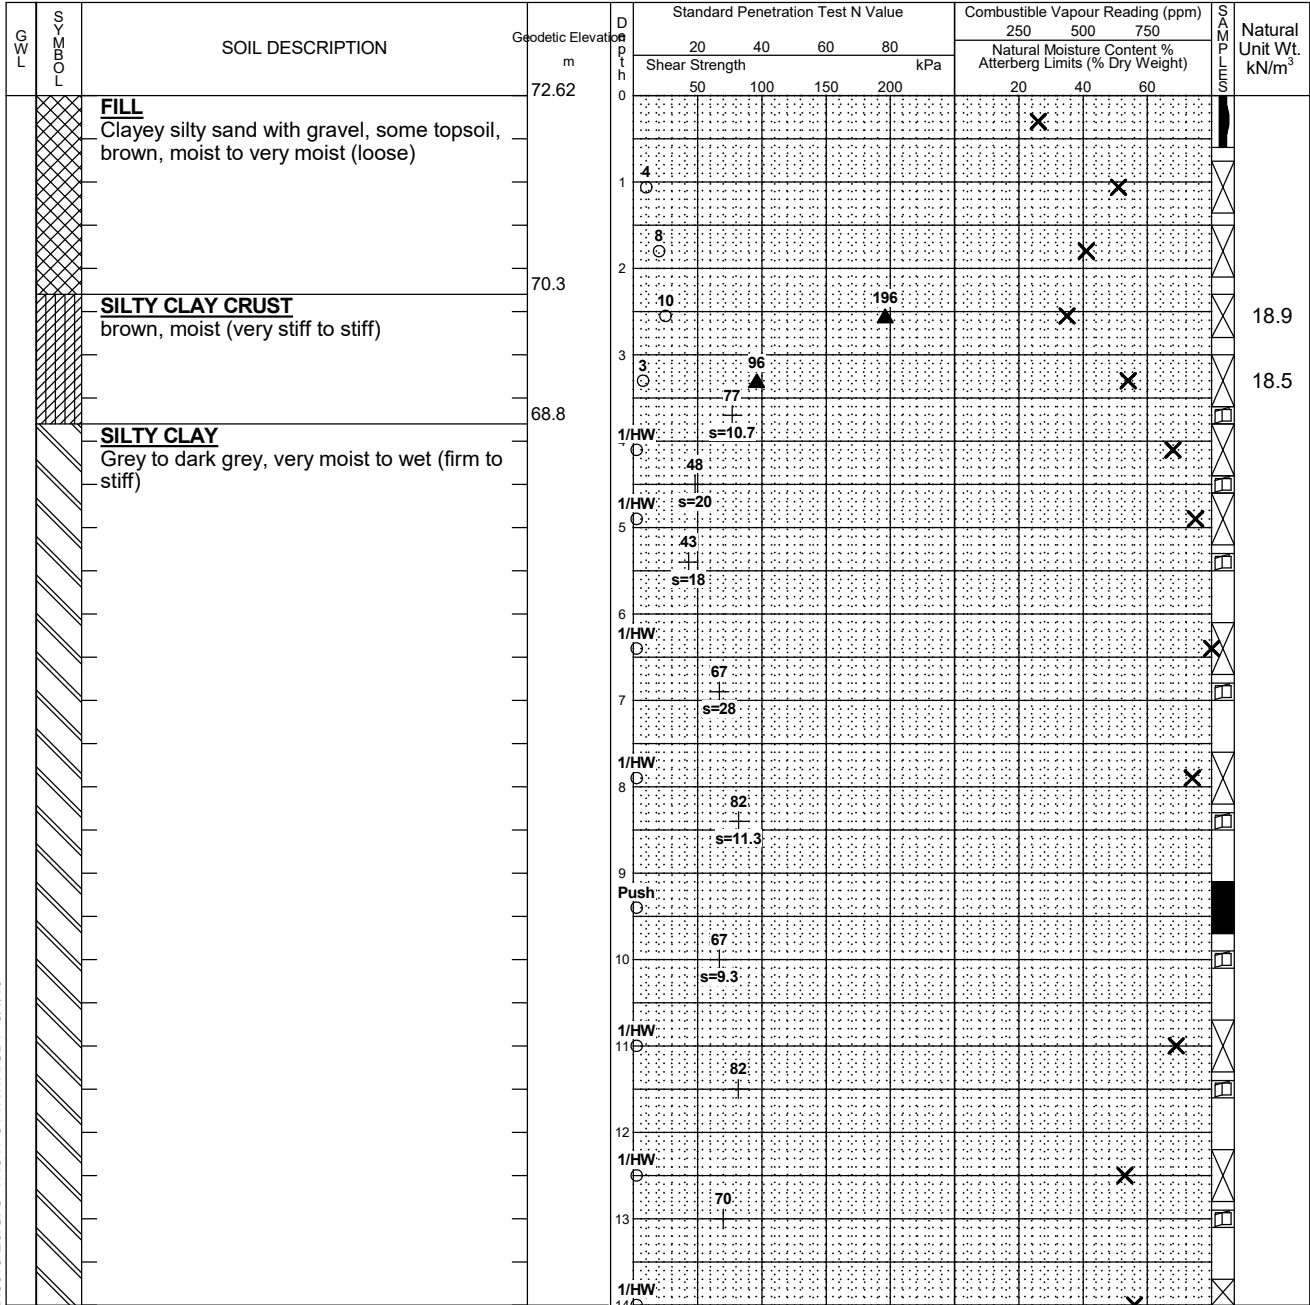 GWL
SYMBOL
SOIL DESCRIPTION
Geodetic Elevation
m
Depth
Standard Penetration Test N Value
20 40 60 80
Shear Strength kPa
50 100 150 200
Combustible Vapour Reading (ppm)
250 500 750
Natural Moisture Content %
Atterberg Limits (% Dry Weight)
20 40 60
SAMPLES
Natural
Unit Wt.
kN/m³
72.62
0
FILL
Clayey silty sand with gravel, some topsoil,
brown, moist to very moist (loose)
4
1
8
2
70.3
SILTY CLAY CRUST
brown, moist (very stiff to stiff)
10
196
18.9
3
3
96
18.5
77
68.8
s=10.7
SILTY CLAY
Grey to dark grey, very moist to wet (firm to
stiff)
1/HW
48
s=20
1/HW
5
43
s=18
6
1/HW
67
7
s=28
1/HW
8
82
s=11.3
9
Push
67
10
s=9.3
1/HW
11
82
12
1/HW
70
13
1/HW
14